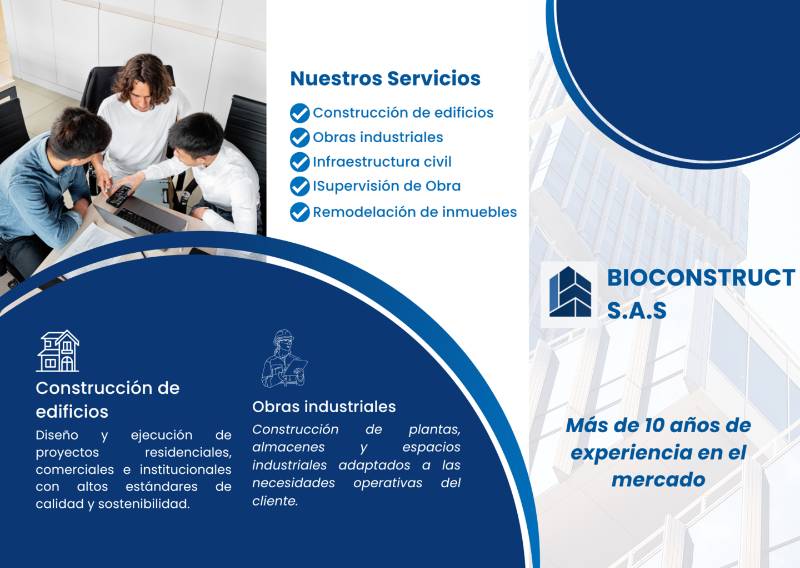 Nuestros Servicios
Construcción de edificios
Obras industriales
Infraestructura civil
ISupervisión de Obra
Remodelación de inmuebles
Construcción de
edificios
Diseño y ejecución de
proyectos residenciales,
comerciales e institucionales
con altos estándares de
calidad y sostenibilidad.
Obras industriales
Construcción de plantas,
almacenes y espacios
industriales adaptados a las
necesidades operativas del
cliente.
BIOCONSTRUCT
S.A.S
Más de 10 años de
experiencia en el
mercado